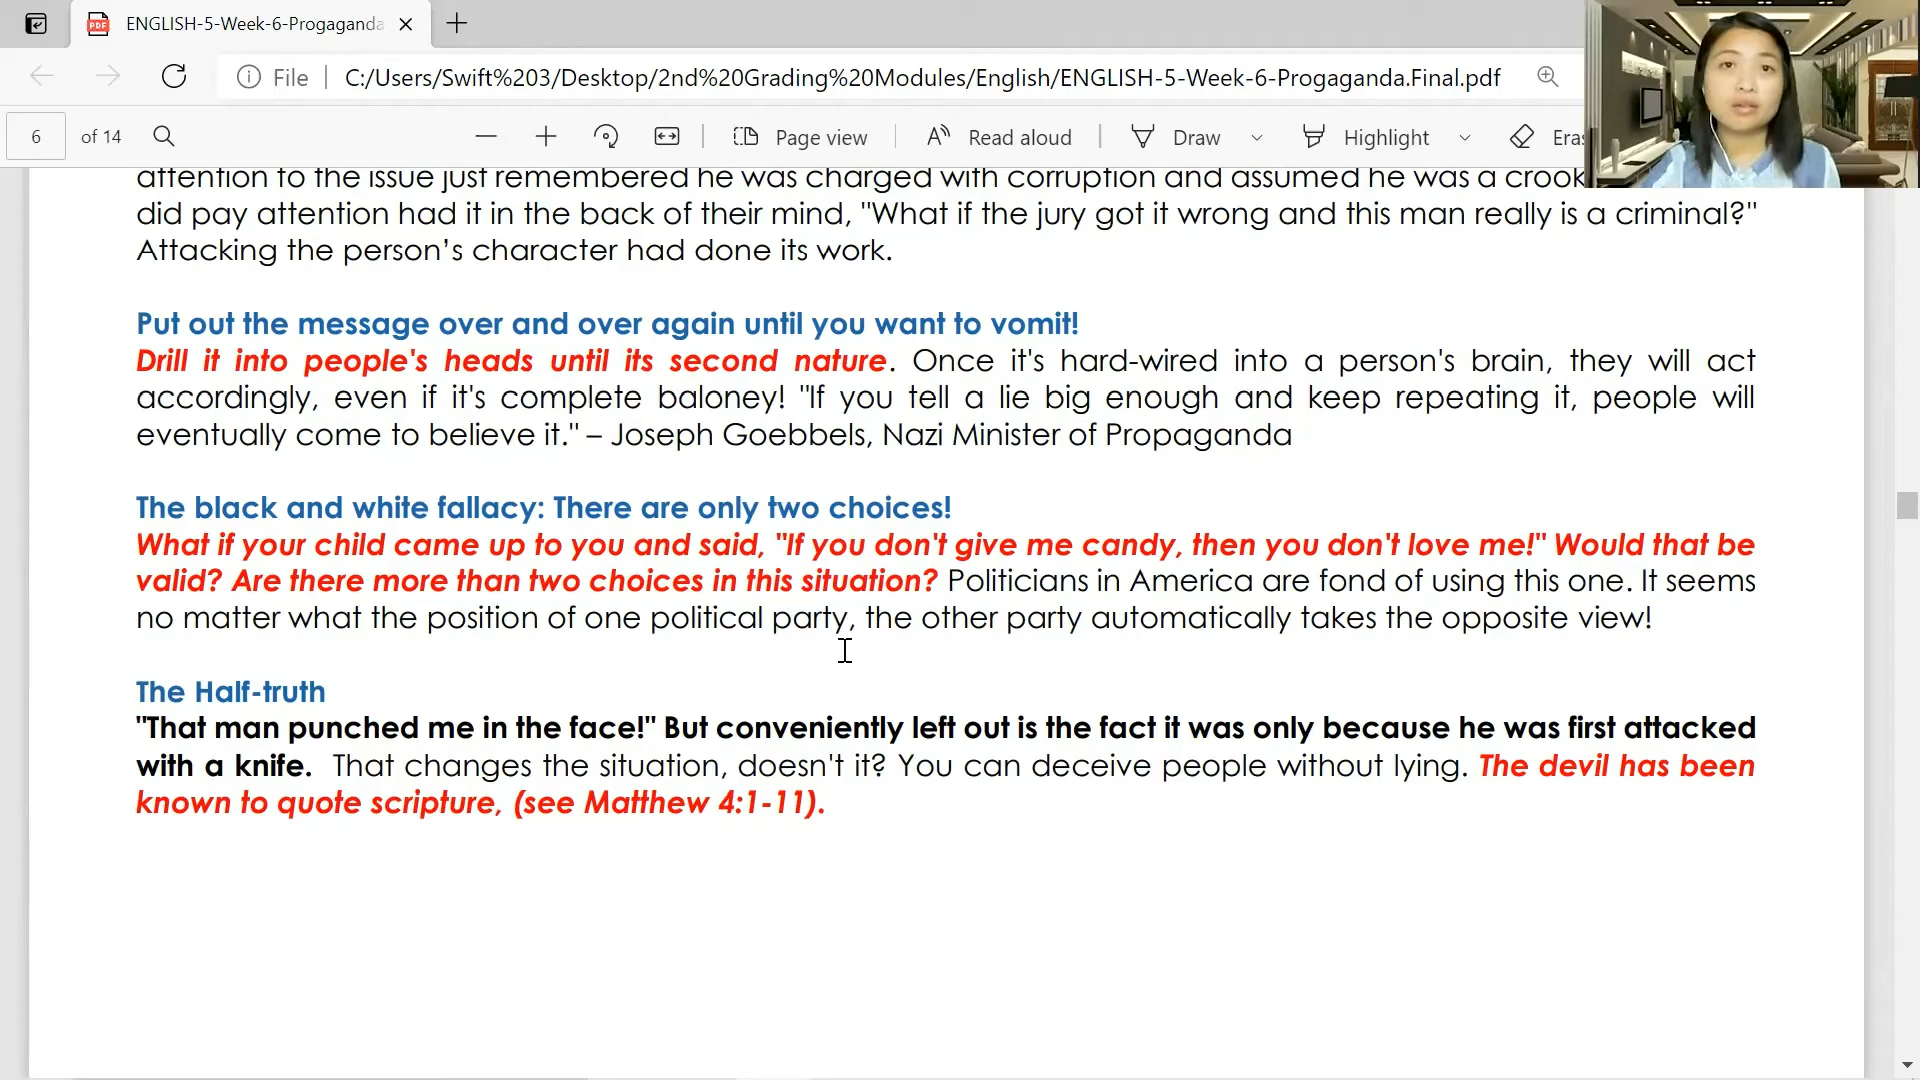 ENGLISH-5-Week-6-Progaganda
File
C:/Users/Swift%203/Desktop/2nd%20Grading%20Modules/English/ENGLISH-5-Week-6-Progaganda.Final.pdf
6 of 14
Page view
Read aloud
Draw
Highlight
Eras
attention to the issue just remembered he was charged with corruption and assumed he was a crook
did pay attention had it in the back of their mind, "What if the jury got it wrong and this man really is a criminal?"
Attacking the person's character had done its work.
Put out the message over and over again until you want to vomit!
Drill it into people's heads until its second nature. Once it's hard-wired into a person's brain, they will act
accordingly, even if it's complete baloney! "If you tell a lie big enough and keep repeating it, people will
eventually come to believe it." – Joseph Goebbels, Nazi Minister of Propaganda
The black and white fallacy: There are only two choices!
What if your child came up to you and said, "If you don't give me candy, then you don't love me!" Would that be
valid? Are there more than two choices in this situation? Politicians in America are fond of using this one. It seems
no matter what the position of one political party, the other party automatically takes the opposite view!
The Half-truth
"That man punched me in the face!" But conveniently left out is the fact it was only because he was first attacked
with a knife. That changes the situation, doesn't it? You can deceive people without lying. The devil has been
known to quote scripture, (see Matthew 4:1-11).